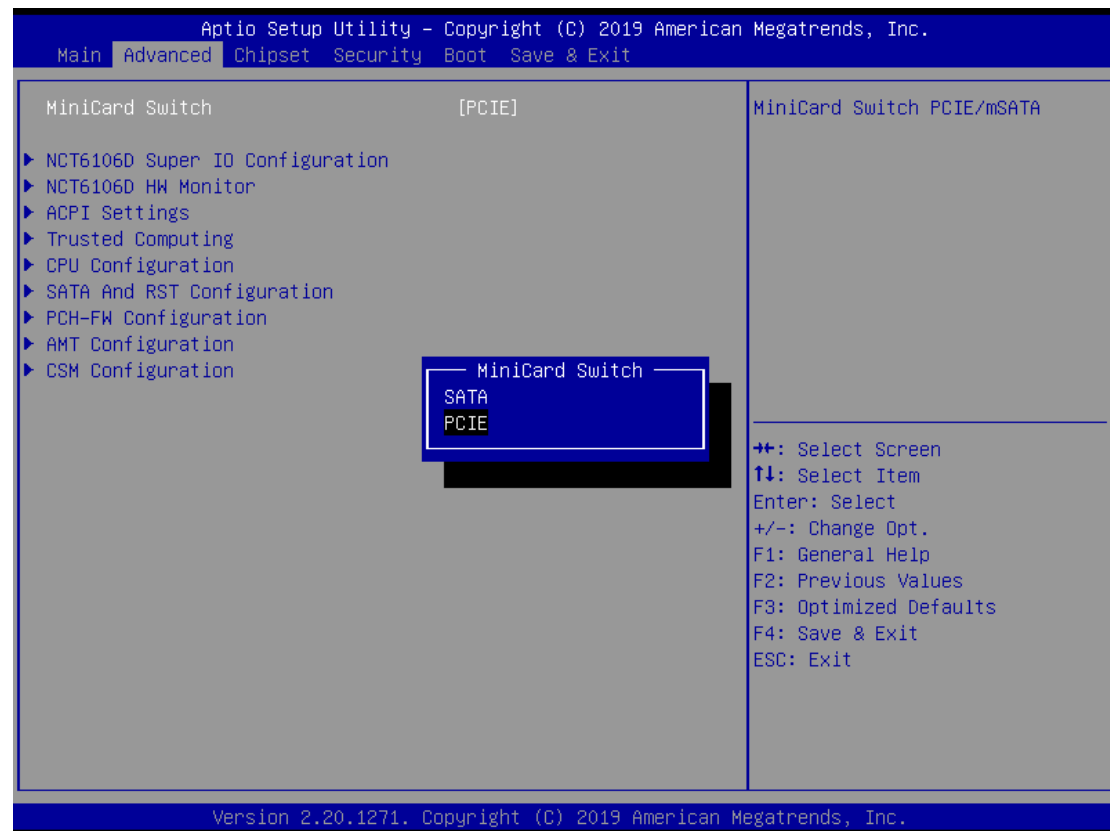 Aptio Setup Utility – Copyright (C) 2019 American Megatrends, Inc.
Main Advanced Chipset Security Boot Save & Exit
MiniCard Switch [PCIE]
MiniCard Switch PCIE/mSATA
▶ NCT6106D Super IO Configuration
▶ NCT6106D HW Monitor
▶ ACPI Settings
▶ Trusted Computing
▶ CPU Configuration
▶ SATA And RST Configuration
▶ PCH-FW Configuration
▶ AMT Configuration
▶ CSM Configuration
MiniCard Switch
SATA
PCIE
→←: Select Screen
↑↓: Select Item
Enter: Select
+/-: Change Opt.
F1: General Help
F2: Previous Values
F3: Optimized Defaults
F4: Save & Exit
ESC: Exit
Version 2.20.1271. Copyright (C) 2019 American Megatrends, Inc.